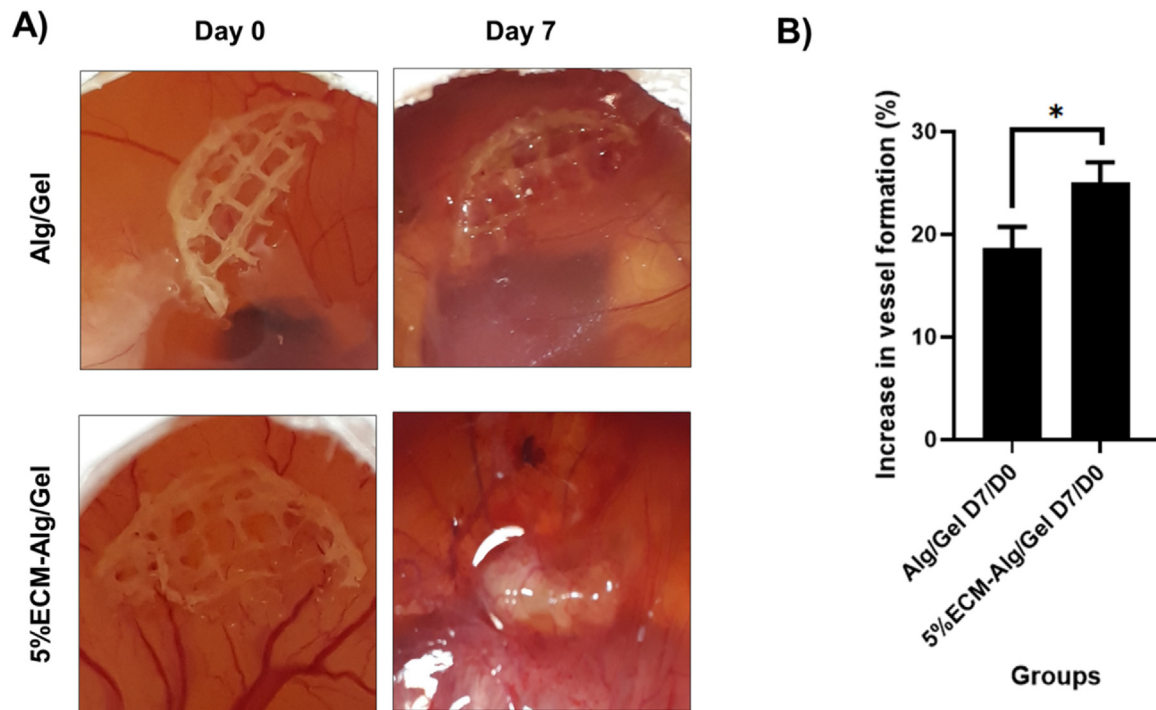 A)
Day 0
Day 7
Alg/Gel
5%ECM-Alg/Gel
B)
Increase in vessel formation (%)
30
20
10
0
*
Alg/Gel D7/D0
5%ECM-Alg/Gel D7/D0
Groups